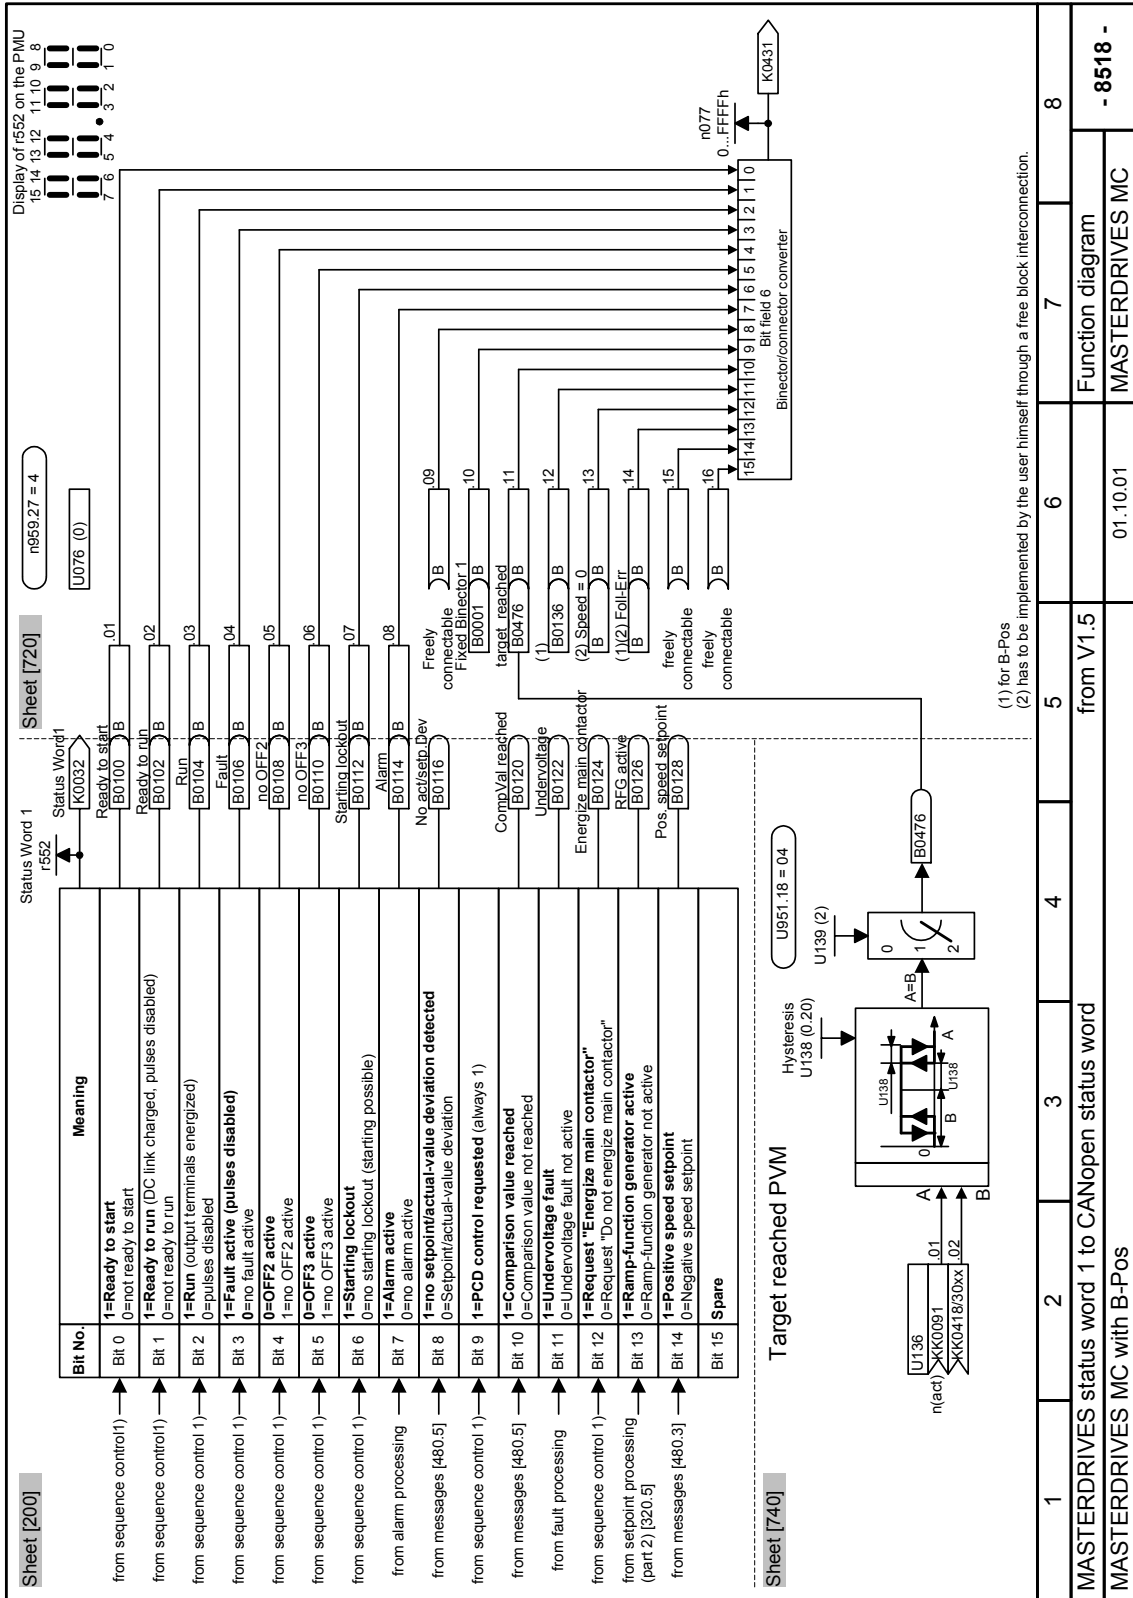 Sheet [200]
Status Word 1
r552
Status Word1
K0032
Sheet [720]
n959.27 = 4
U076 (0)
Display of r552 on the PMU
15 14 13 12 11 10 9 8
7 6 5 4 3 2 1 0
Bit No.
Meaning
from sequence control1)
Bit 0
1=Ready to start
0=not ready to start
Ready to start
B0100
B
.01
from sequence control1)
Bit 1
1=Ready to run (DC link charged, pulses disabled)
0=not ready to run
Ready to run
B0102
B
.02
from sequence control 1)
Bit 2
1=Run (output terminals energized)
0=pulses disabled
Run
B0104
B
.03
from sequence control 1)
Bit 3
1=Fault active (pulses disabled)
0=no fault active
Fault
B0106
B
.04
from sequence control 1)
Bit 4
0=OFF2 active
1=no OFF2 active
no OFF2
B0108
B
.05
from sequence control 1)
Bit 5
0=OFF3 active
1=no OFF3 active
no OFF3
B0110
B
.06
from sequence control 1)
Bit 6
1=Starting lockout
0=no starting lockout (starting possible)
Starting lockout
B0112
B
.07
from alarm processing
Bit 7
1=Alarm active
0=no alarm active
Alarm
B0114
B
.08
from messages [480.5]
Bit 8
1=no setpoint/actual-value deviation detected
0=Setpoint/actual-value deviation
No act/setp.Dev
B0116
Freely
connectable
B
.09
from sequence control 1)
Bit 9
1=PCD control requested (always 1)
Fixed Binector 1
B0001
B
.10
from messages [480.5]
Bit 10
1=Comparison value reached
0=Comparison value not reached
CompVal reached
B0120
target_reached
B0476
B
.11
from fault processing
Bit 11
1=Undervoltage fault
0=Undervoltage fault not active
Undervoltage
B0122
(1)
B0136
B
.12
from sequence control 1)
Bit 12
1=Request "Energize main contactor"
0=Request "Do not energize main contactor"
Energize main contactor
B0124
(2) Speed = 0
B
B
.13
from setpoint processing
(part 2) [320.5]
Bit 13
1=Ramp-function generator active
0=Ramp-function generator not active
RFG active
B0126
(1)(2) Foll-Err
B
B
.14
from messages [480.3]
Bit 14
1=Positive speed setpoint
0=Negative speed setpoint
Pos. speed setpoint
B0128
freely
connectable
B
.15
Bit 15
Spare
freely
connectable
B
.16
15|14|13|12|11|10| 9 | 8 | 7 | 6 | 5 | 4 | 3 | 2 | 1 | 0
Bit field 6
Binector/connector converter
n077
0...FFFFh
K0431
Sheet [740]
Target reached PVM
U136
n(act)
KK0091
.01
KK0418/30xx
.02
A
B
Hysteresis
U138 (0.20)
U138
U138
0
B
A
A=B
U951.18 = 04
U139 (2)
0
1
2
B0476
(1) for B-Pos
(2) has to be implemented by the user himself through a free block interconnection.
1
2
3
4
5
6
7
8
MASTERDRIVES status word 1 to CANopen status word
from V1.5
Function diagram
- 8518 -
MASTERDRIVES MC with B-Pos
01.10.01
MASTERDRIVES MC